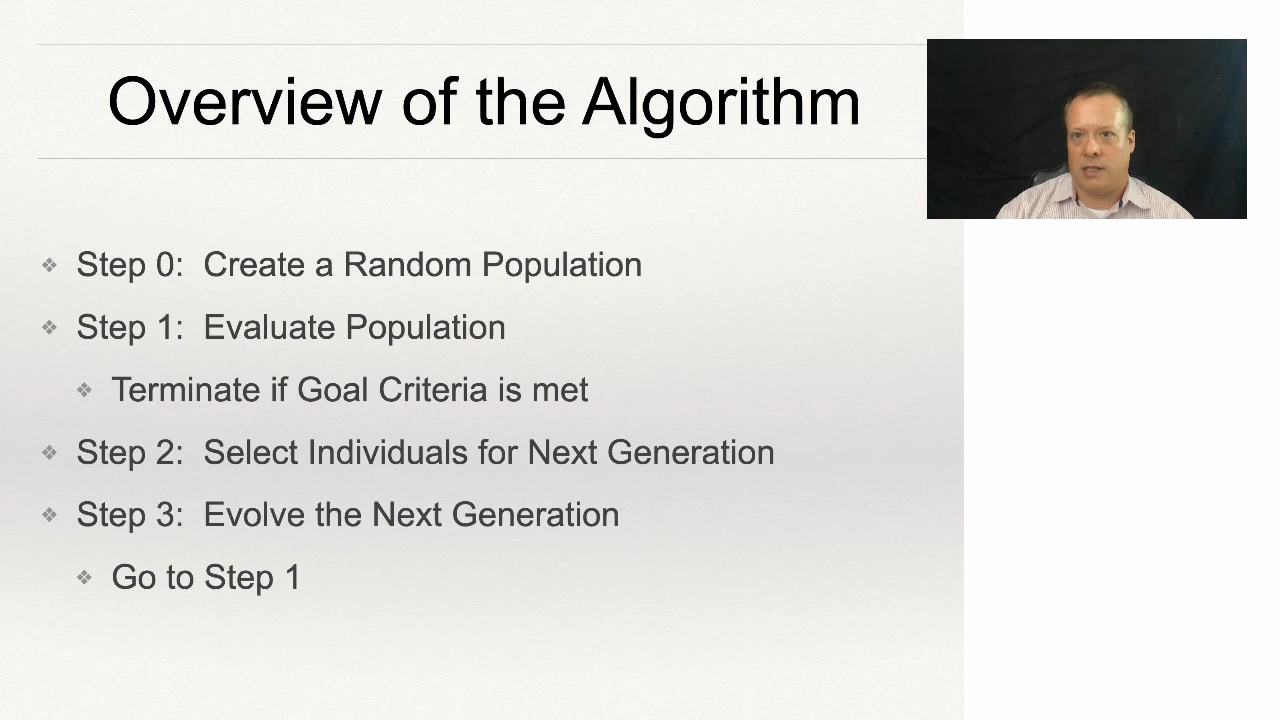 Overview of the Algorithm
Step 0: Create a Random Population
Step 1: Evaluate Population
Terminate if Goal Criteria is met
Step 2: Select Individuals for Next Generation
Step 3: Evolve the Next Generation
Go to Step 1